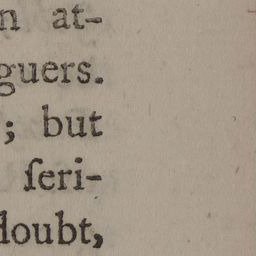 n at-
guers.
; but
ſeri-
doubt,